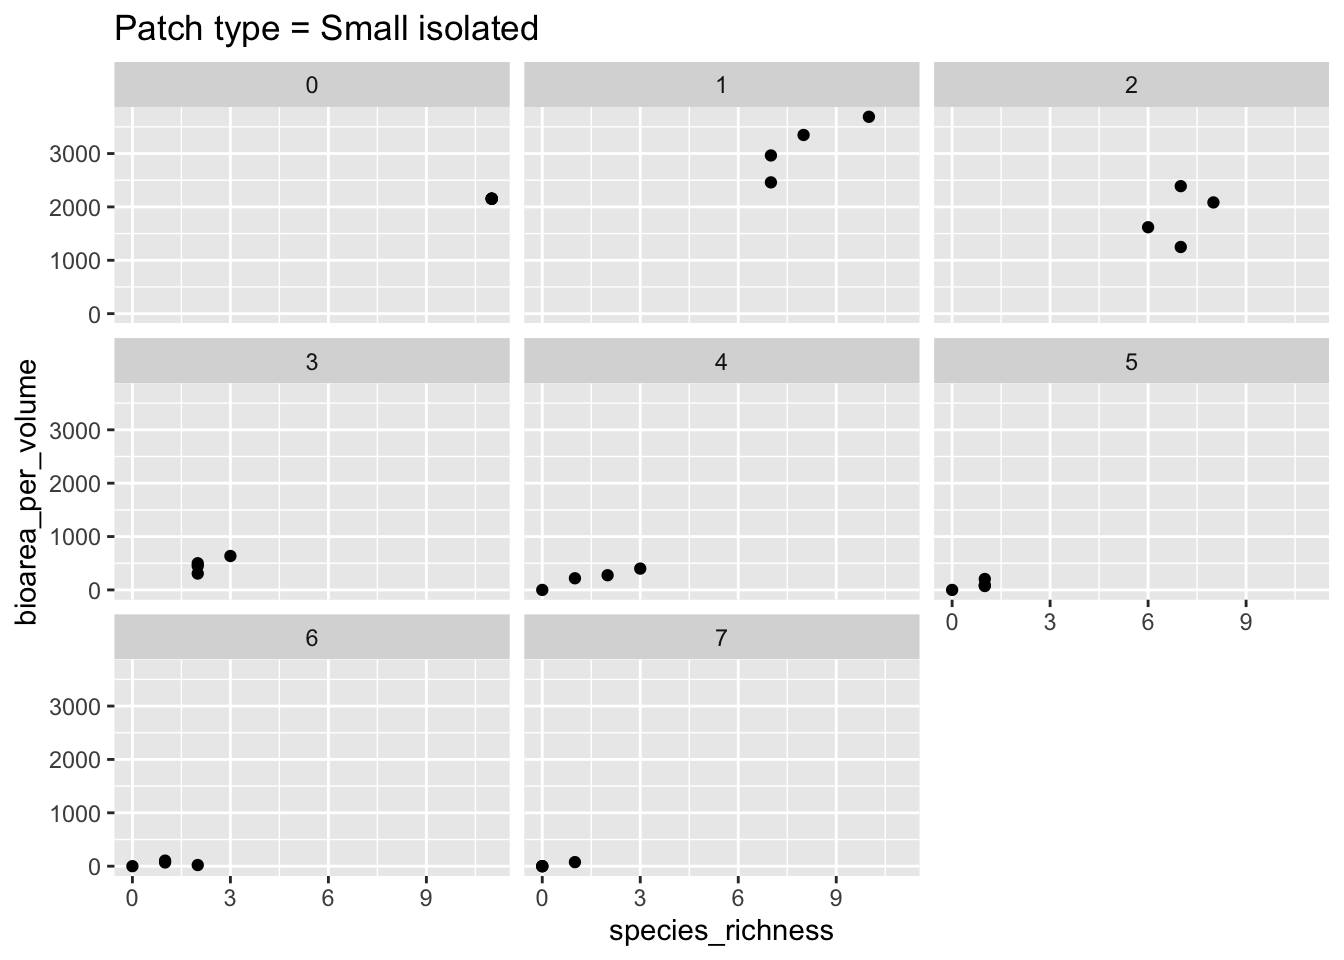 Patch type = Small isolated
0 1 2
3000
2000
1000
0
3 4 5
3000
2000
1000
0
0 3 6 9
6 7
3000
2000
1000
0
0 3 6 9 0 3 6 9
species_richness
bioarea_per_volume